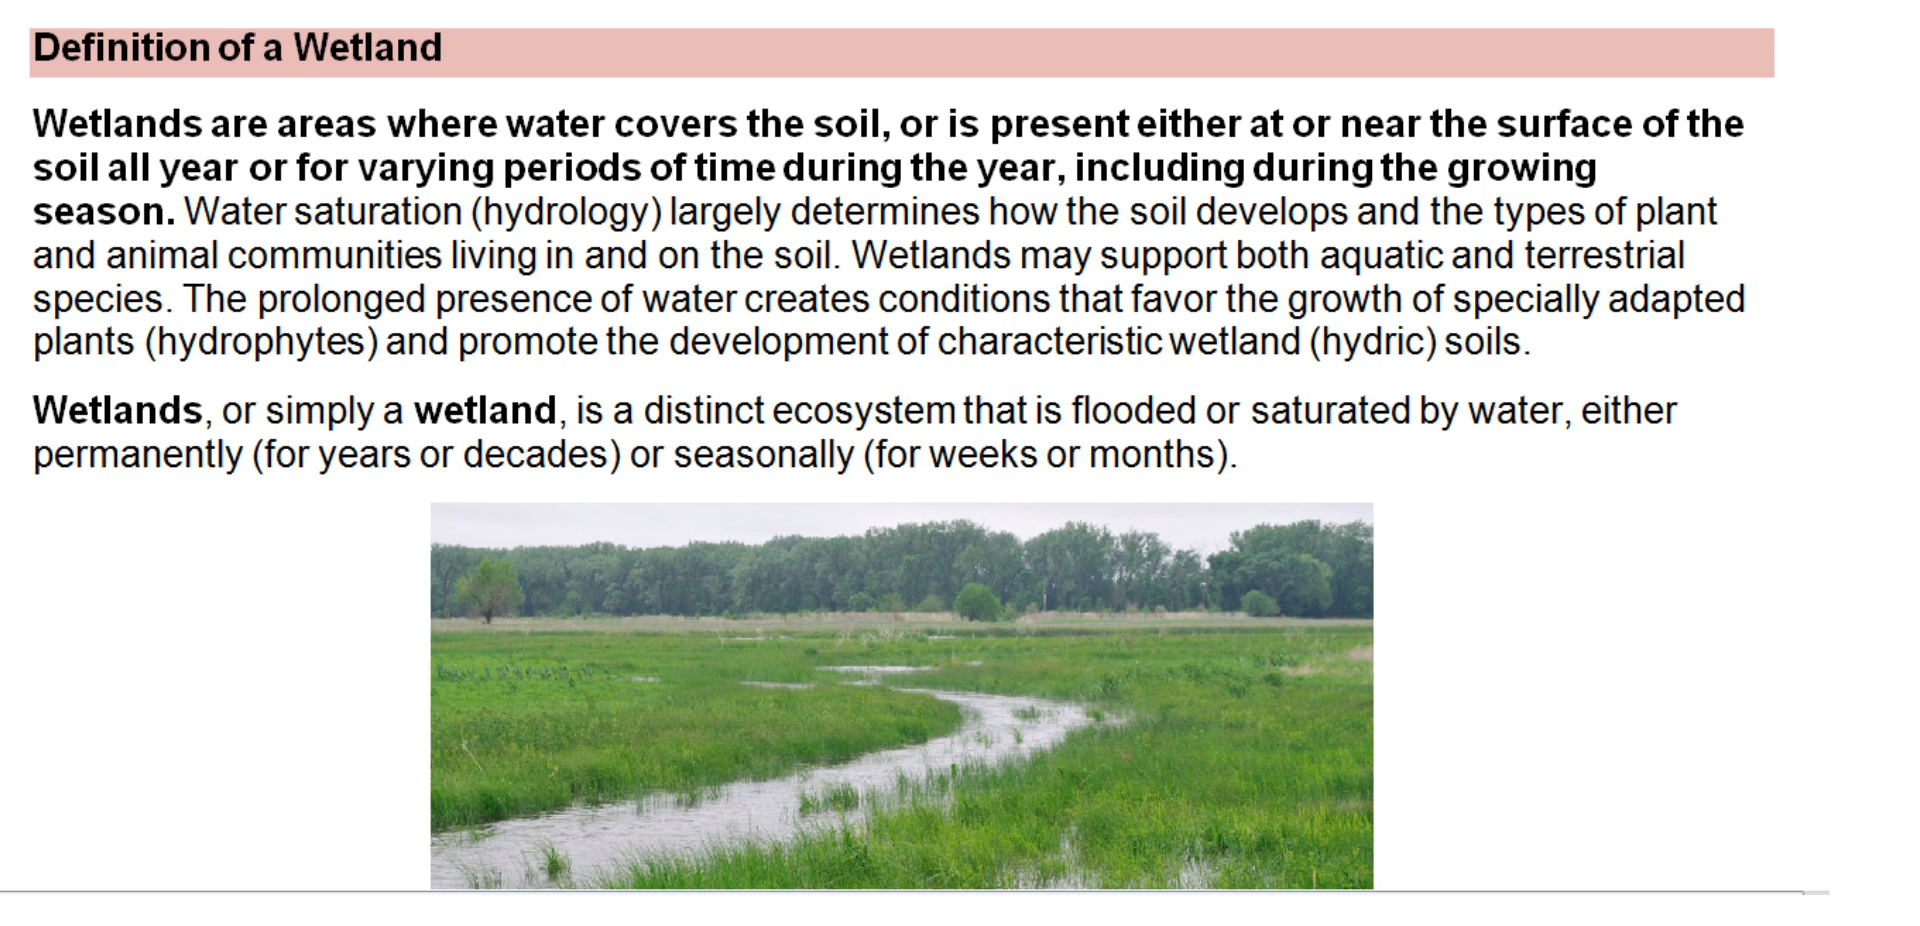 Definition of a Wetland
Wetlands are areas where water covers the soil, or is present either at or near the surface of the
soil all year or for varying periods of time during the year, including during the growing
season. Water saturation (hydrology) largely determines how the soil develops and the types of plant
and animal communities living in and on the soil. Wetlands may support both aquatic and terrestrial
species. The prolonged presence of water creates conditions that favor the growth of specially adapted
plants (hydrophytes) and promote the development of characteristic wetland (hydric) soils.
Wetlands, or simply a wetland, is a distinct ecosystem that is flooded or saturated by water, either
permanently (for years or decades) or seasonally (for weeks or months).